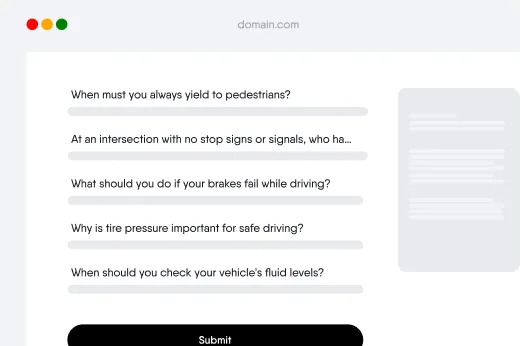 domain.com
When must you always yield to pedestrians?
At an intersection with no stop signs or signals, who ha...
What should you do if your brakes fail while driving?
Why is tire pressure important for safe driving?
When should you check your vehicle's fluid levels?
Submit